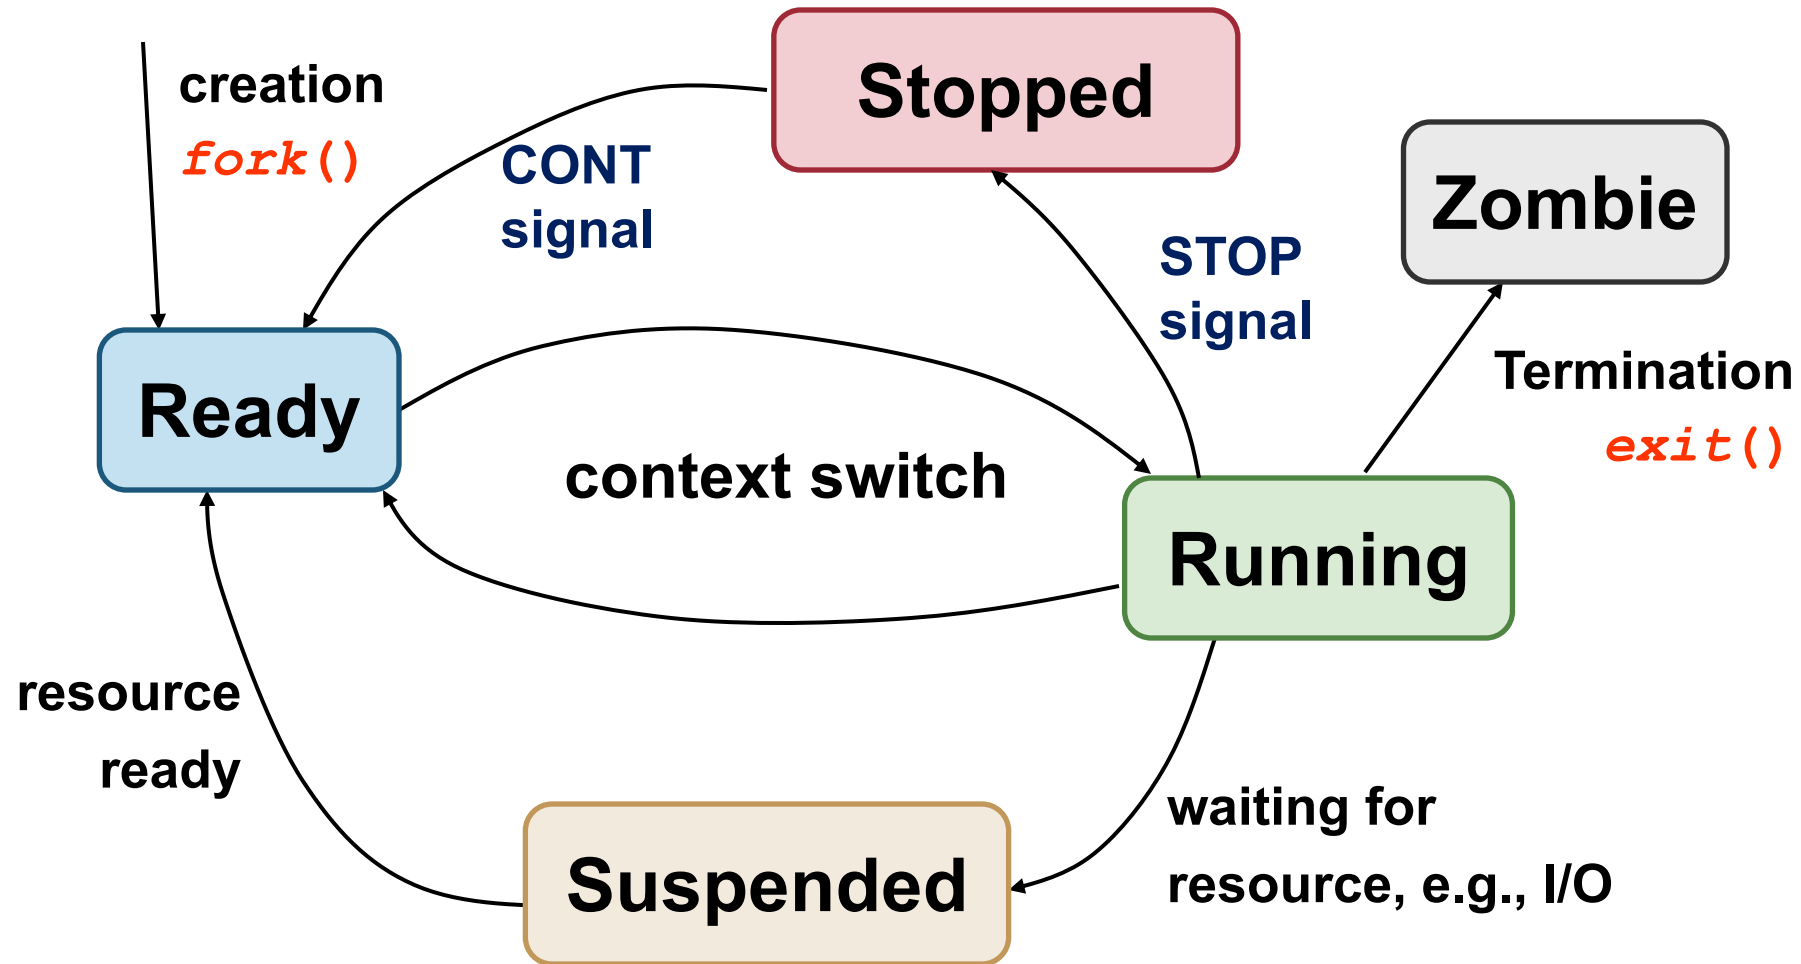 creation
fork()
Stopped
CONT
signal
Zombie
STOP
signal
Termination
exit()
Ready
context switch
Running
resource
ready
Suspended
waiting for
resource, e.g., I/O